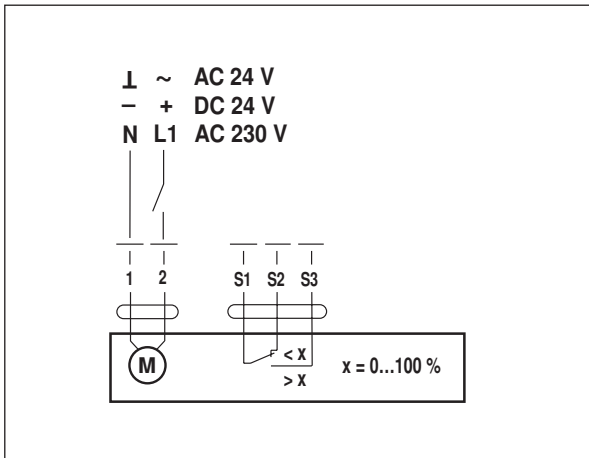 ⊥ ~ AC 24 V
− + DC 24 V
N L1 AC 230 V
1 2 S1 S2 S3
M
< x
> x
x = 0...100 %